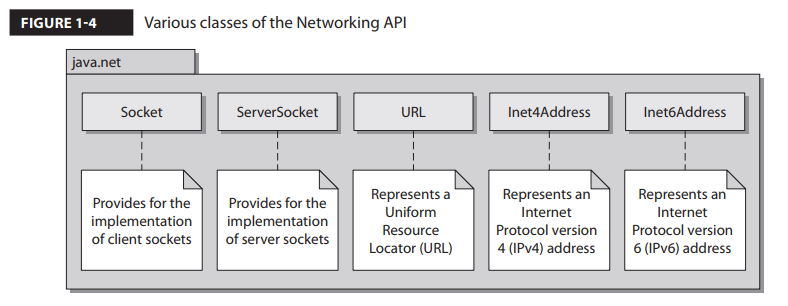 FIGURE 1-4 Various classes of the Networking API
java.net
Socket
ServerSocket
URL
Inet4Address
Inet6Address
Provides for the
implementation
of client sockets
Provides for the
implementation
of server sockets
Represents a
Uniform
Resource
Locator (URL)
Represents an
Internet
Protocol version
4 (IPv4) address
Represents an
Internet
Protocol version
6 (IPv6) address